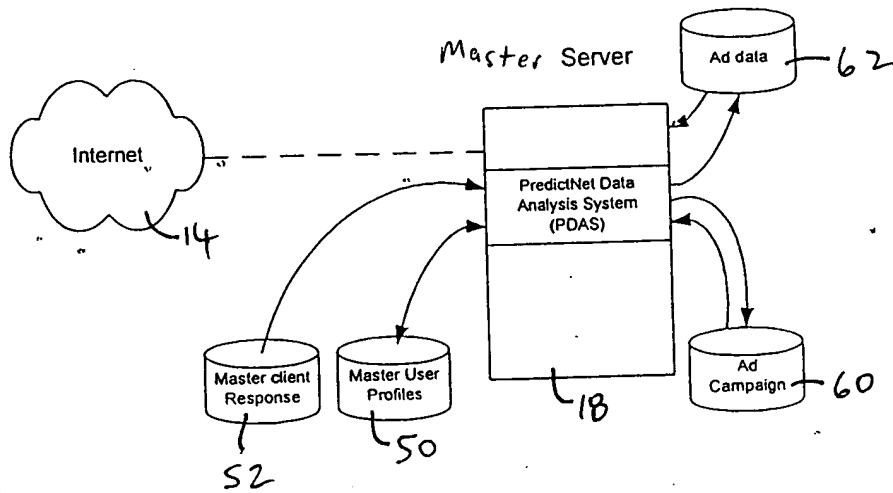 Master Server
Ad data
62
Internet
14
PredictNet Data
Analysis System
(PDAS)
Master client
Response
52
Master User
Profiles
50
18
Ad
Campaign
60